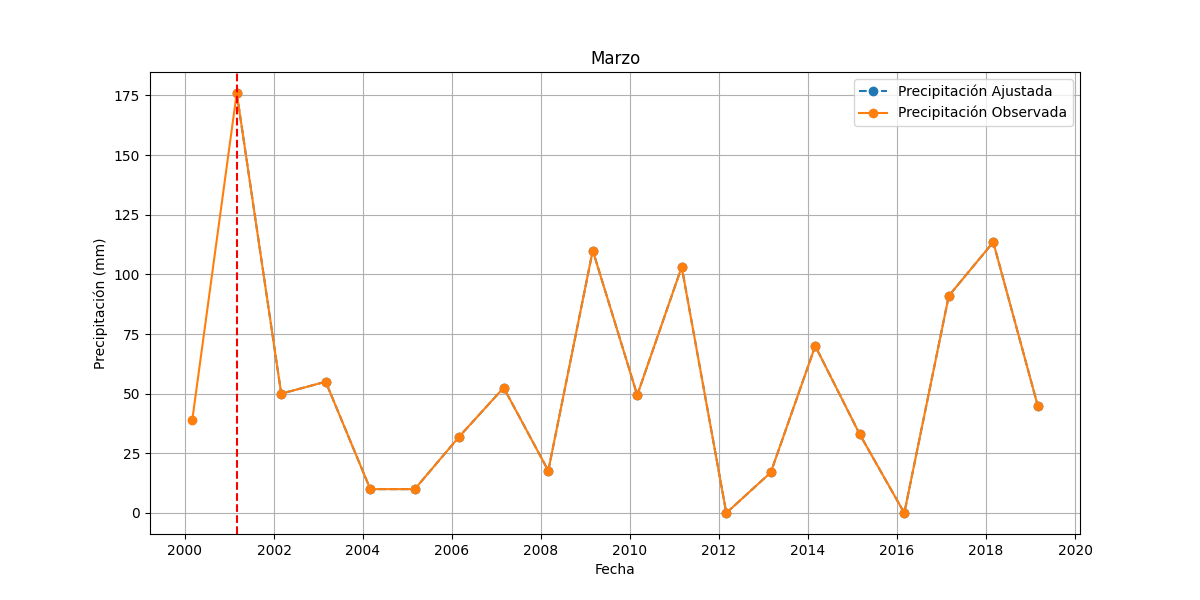 Marzo
Precipitación Ajustada
Precipitación Observada
Precipitación (mm)
175
150
125
100
75
50
25
0
2000 2002 2004 2006 2008 2010 2012 2014 2016 2018 2020
Fecha